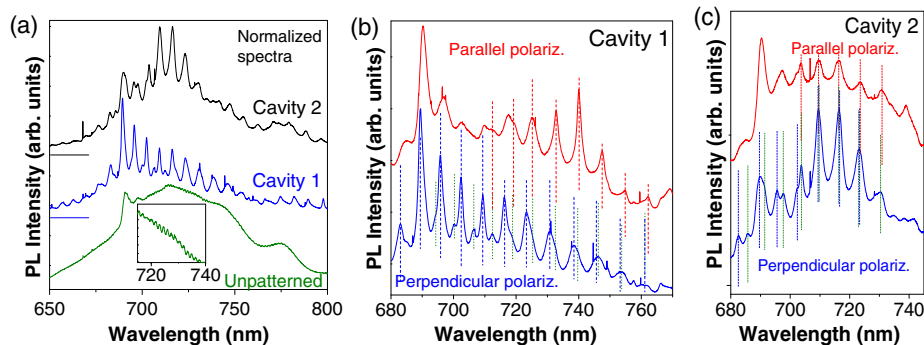 (a)
Normalized
spectra
Cavity 2
Cavity 1
Unpatterned
720 740
PL Intensity (arb. units)
650 700 750 800
Wavelength (nm)
(b)
Cavity 1
Parallel polariz.
Perpendicular polariz.
PL Intensity (arb. units)
680 700 720 740 760
Wavelength (nm)
(c)
Cavity 2
Parallel polariz.
Perpendicular polariz.
PL Intensity (arb. units)
680 700 720 740
Wavelength (nm)